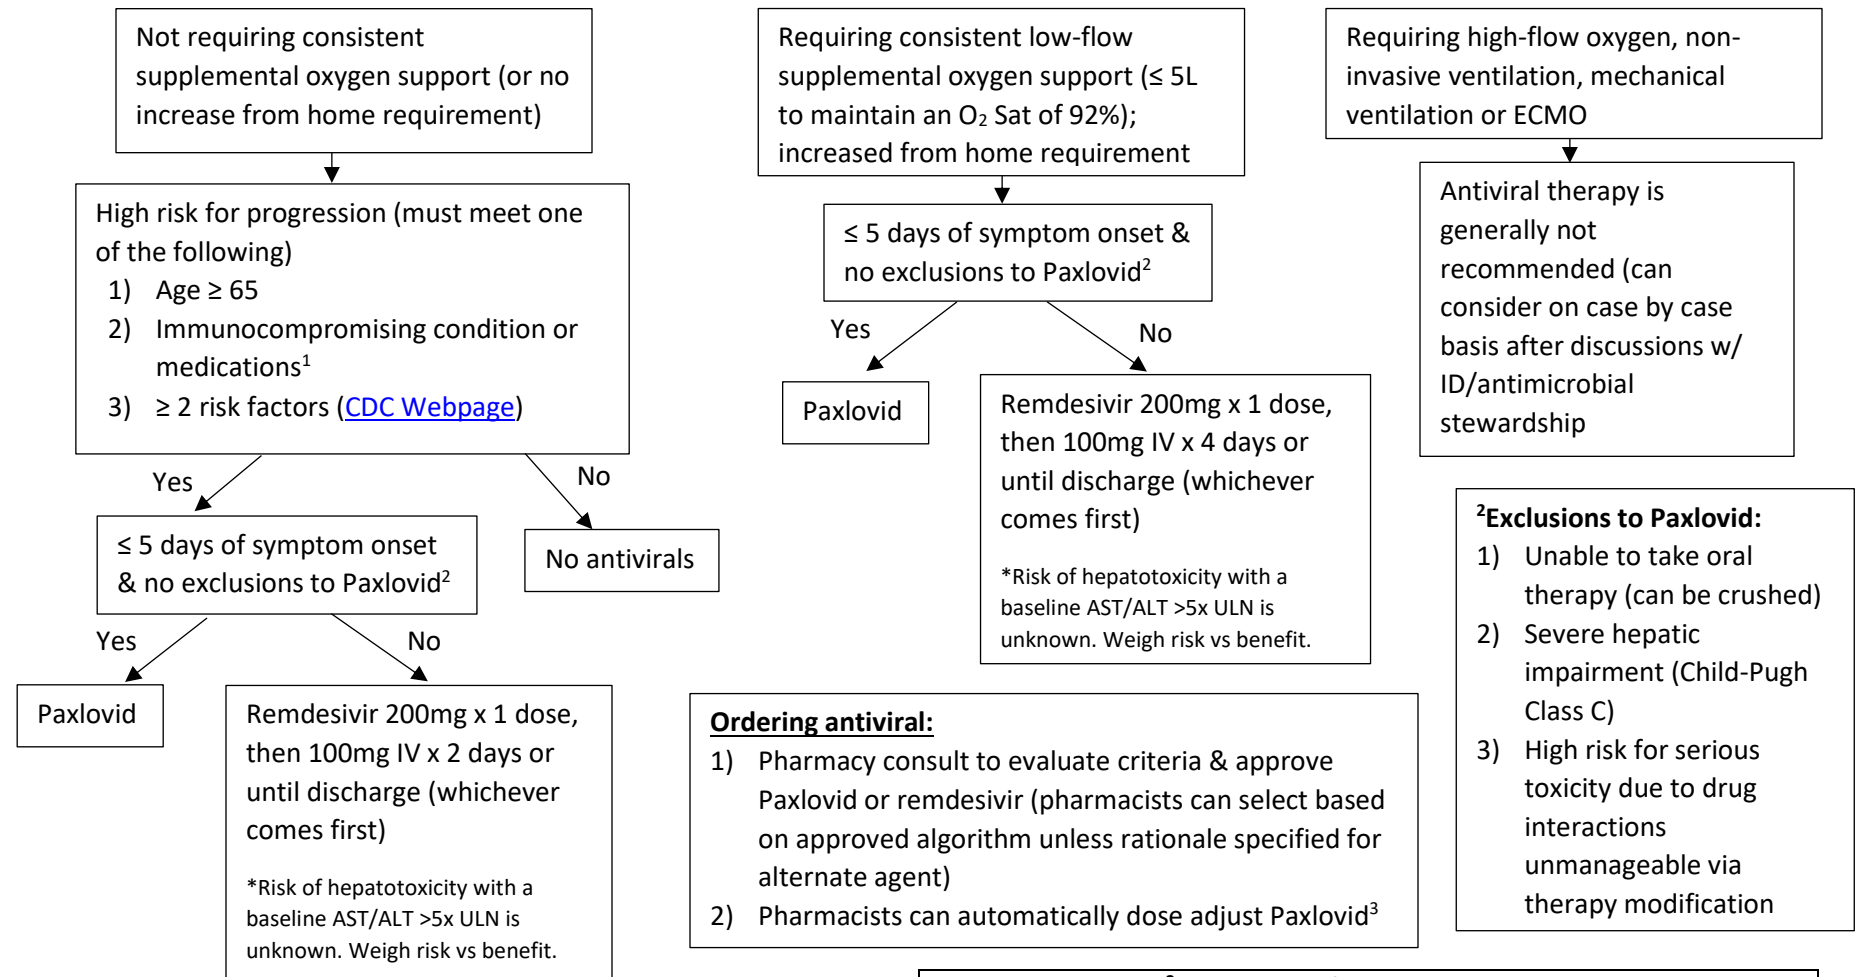 Not requiring consistent
supplemental oxygen support (or no
increase from home requirement)
High risk for progression (must meet one
of the following)
1) Age ≥ 65
2) Immunocompromising condition or
medications¹
3) ≥ 2 risk factors (CDC Webpage)
Yes
No
≤ 5 days of symptom onset
& no exclusions to Paxlovid²
No antivirals
Yes
No
Paxlovid
Remdesivir 200mg x 1 dose,
then 100mg IV x 2 days or
until discharge (whichever
comes first)
*Risk of hepatotoxicity with a
baseline AST/ALT >5x ULN is
unknown. Weigh risk vs benefit.
Requiring consistent low-flow
supplemental oxygen support (≤ 5L
to maintain an O₂ Sat of 92%);
increased from home requirement
≤ 5 days of symptom onset &
no exclusions to Paxlovid²
Yes
No
Paxlovid
Remdesivir 200mg x 1 dose,
then 100mg IV x 4 days or
until discharge (whichever
comes first)
*Risk of hepatotoxicity with a
baseline AST/ALT >5x ULN is
unknown. Weigh risk vs benefit.
Requiring high-flow oxygen, non-
invasive ventilation, mechanical
ventilation or ECMO
Antiviral therapy is
generally not
recommended (can
consider on case by case
basis after discussions w/
ID/antimicrobial
stewardship
²Exclusions to Paxlovid:
1) Unable to take oral
therapy (can be crushed)
2) Severe hepatic
impairment (Child-Pugh
Class C)
3) High risk for serious
toxicity due to drug
interactions
unmanageable via
therapy modification
Ordering antiviral:
1) Pharmacy consult to evaluate criteria & approve
Paxlovid or remdesivir (pharmacists can select based
on approved algorithm unless rationale specified for
alternate agent)
2) Pharmacists can automatically dose adjust Paxlovid³